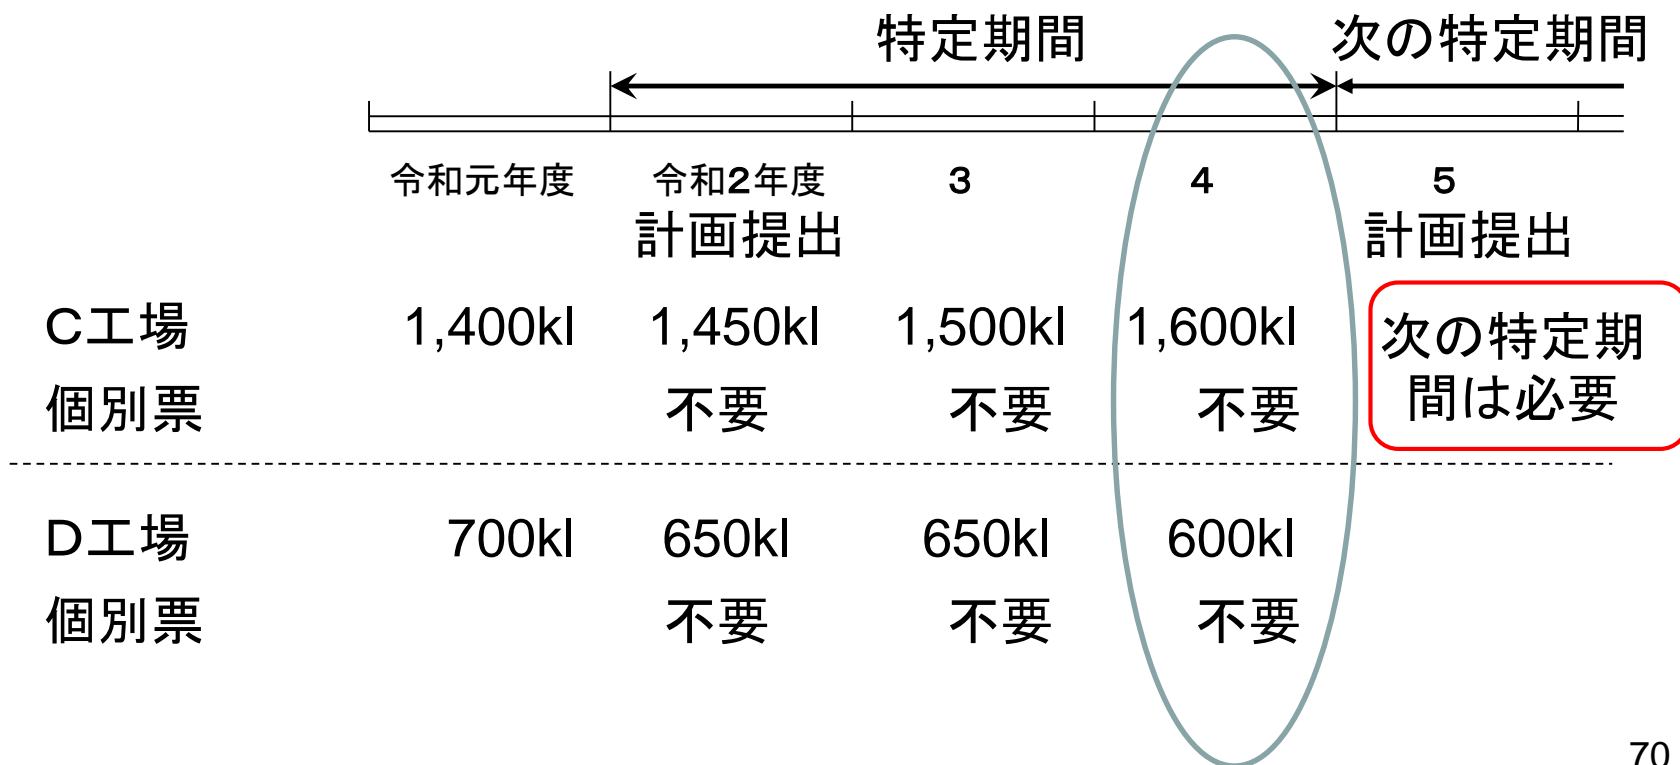 特定期間 次の特定期間
令和元年度 令和2年度 3 4 5
計画提出 計画提出
C工場 1,400kl 1,450kl 1,500kl 1,600kl 次の特定期
個別票 不要 不要 不要 間は必要
D工場 700kl 650kl 650kl 600kl
個別票 不要 不要 不要
70